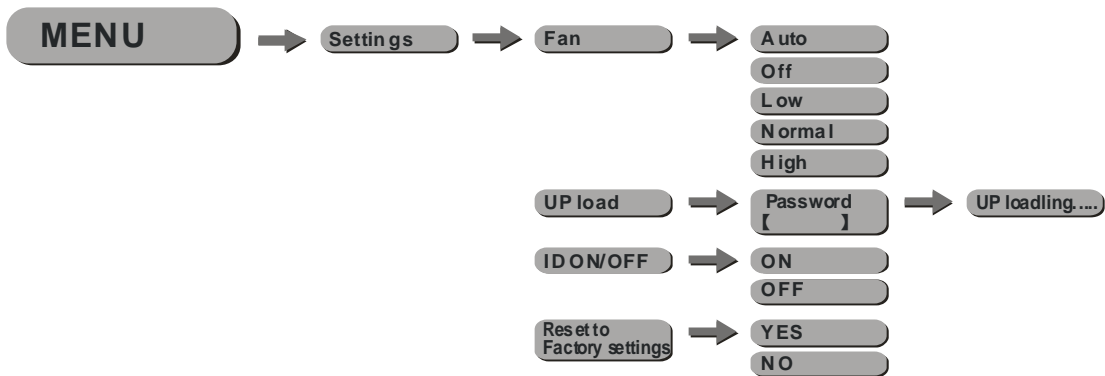 MENU
Settings
Fan
Auto
Off
Low
Normal
High
UP load
Password
【 】
UP loadling.....
ID ON/OFF
ON
OFF
Reset to
Factory settings
YES
NO